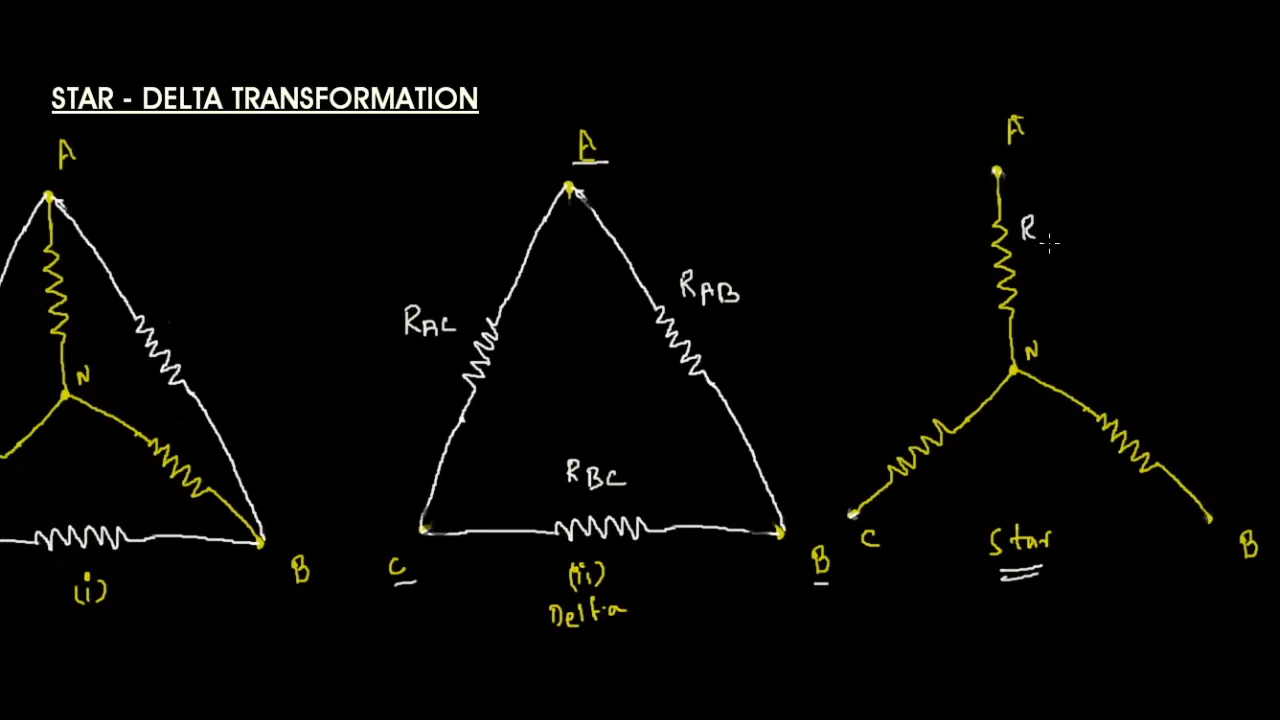 STAR - DELTA TRANSFORMATION
A
N
B
(i)
A
RAC
RAB
RBC
C
B
(ii)
Delta
A
R
N
C
B
Star